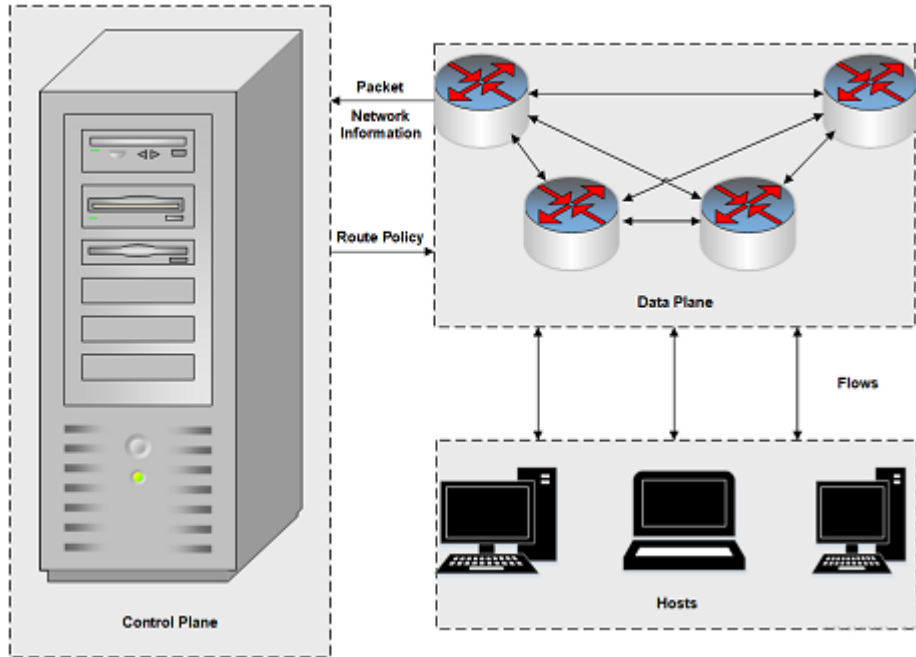 Packet
Network
Information
Route Policy
Data Plane
Flows
Hosts
Control Plane